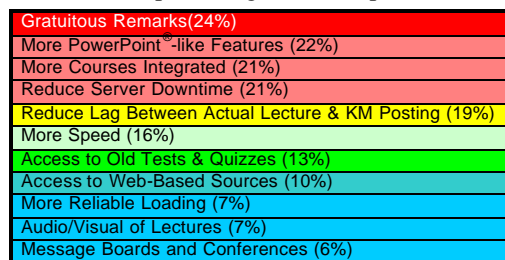 Gratuitous Remarks(24%)
More PowerPoint®-like Features (22%)
More Courses Integrated (21%)
Reduce Server Downtime (21%)
Reduce Lag Between Actual Lecture & KM Posting (19%)
More Speed (16%)
Access to Old Tests & Quizzes (13%)
Access to Web-Based Sources (10%)
More Reliable Loading (7%)
Audio/Visual of Lectures (7%)
Message Boards and Conferences (6%)